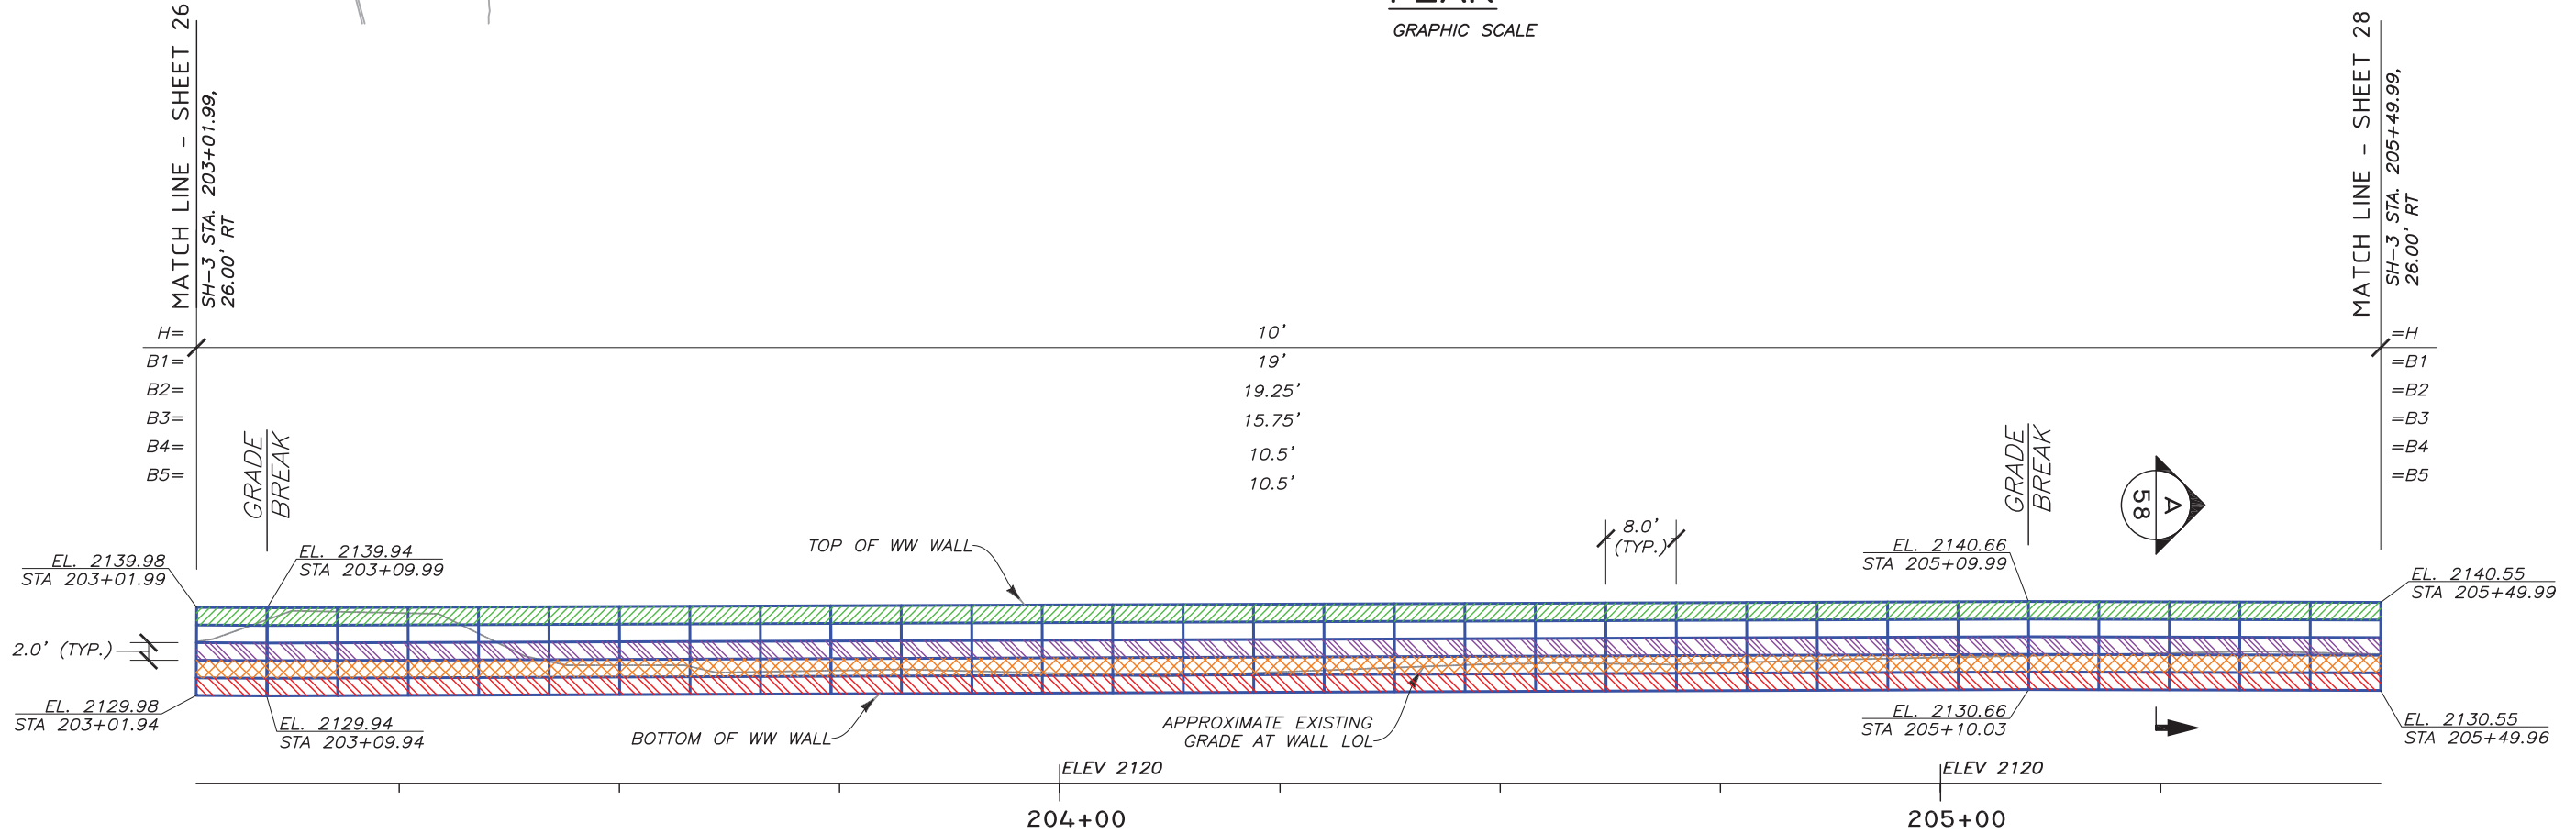 PLAN
GRAPHIC SCALE
MATCH LINE - SHEET 26
SH-3 STA. 203+01.99,
26.00' RT
MATCH LINE - SHEET 28
SH-3 STA. 205+49.99,
26.00' RT
H= 10' =H
B1= 19' =B1
B2= 19.25' =B2
B3= 15.75' =B3
B4= 10.5' =B4
B5= 10.5' =B5
GRADE
BREAK
GRADE
BREAK
A
58
EL. 2139.98
STA 203+01.99
EL. 2139.94
STA 203+09.99
TOP OF WW WALL
8.0'
(TYP.)
EL. 2140.66
STA 205+09.99
EL. 2140.55
STA 205+49.99
2.0' (TYP.)
EL. 2129.98
STA 203+01.94
EL. 2129.94
STA 203+09.94
BOTTOM OF WW WALL
APPROXIMATE EXISTING
GRADE AT WALL LOL
EL. 2130.66
STA 205+10.03
EL. 2130.55
STA 205+49.96
ELEV 2120
ELEV 2120
204+00
205+00